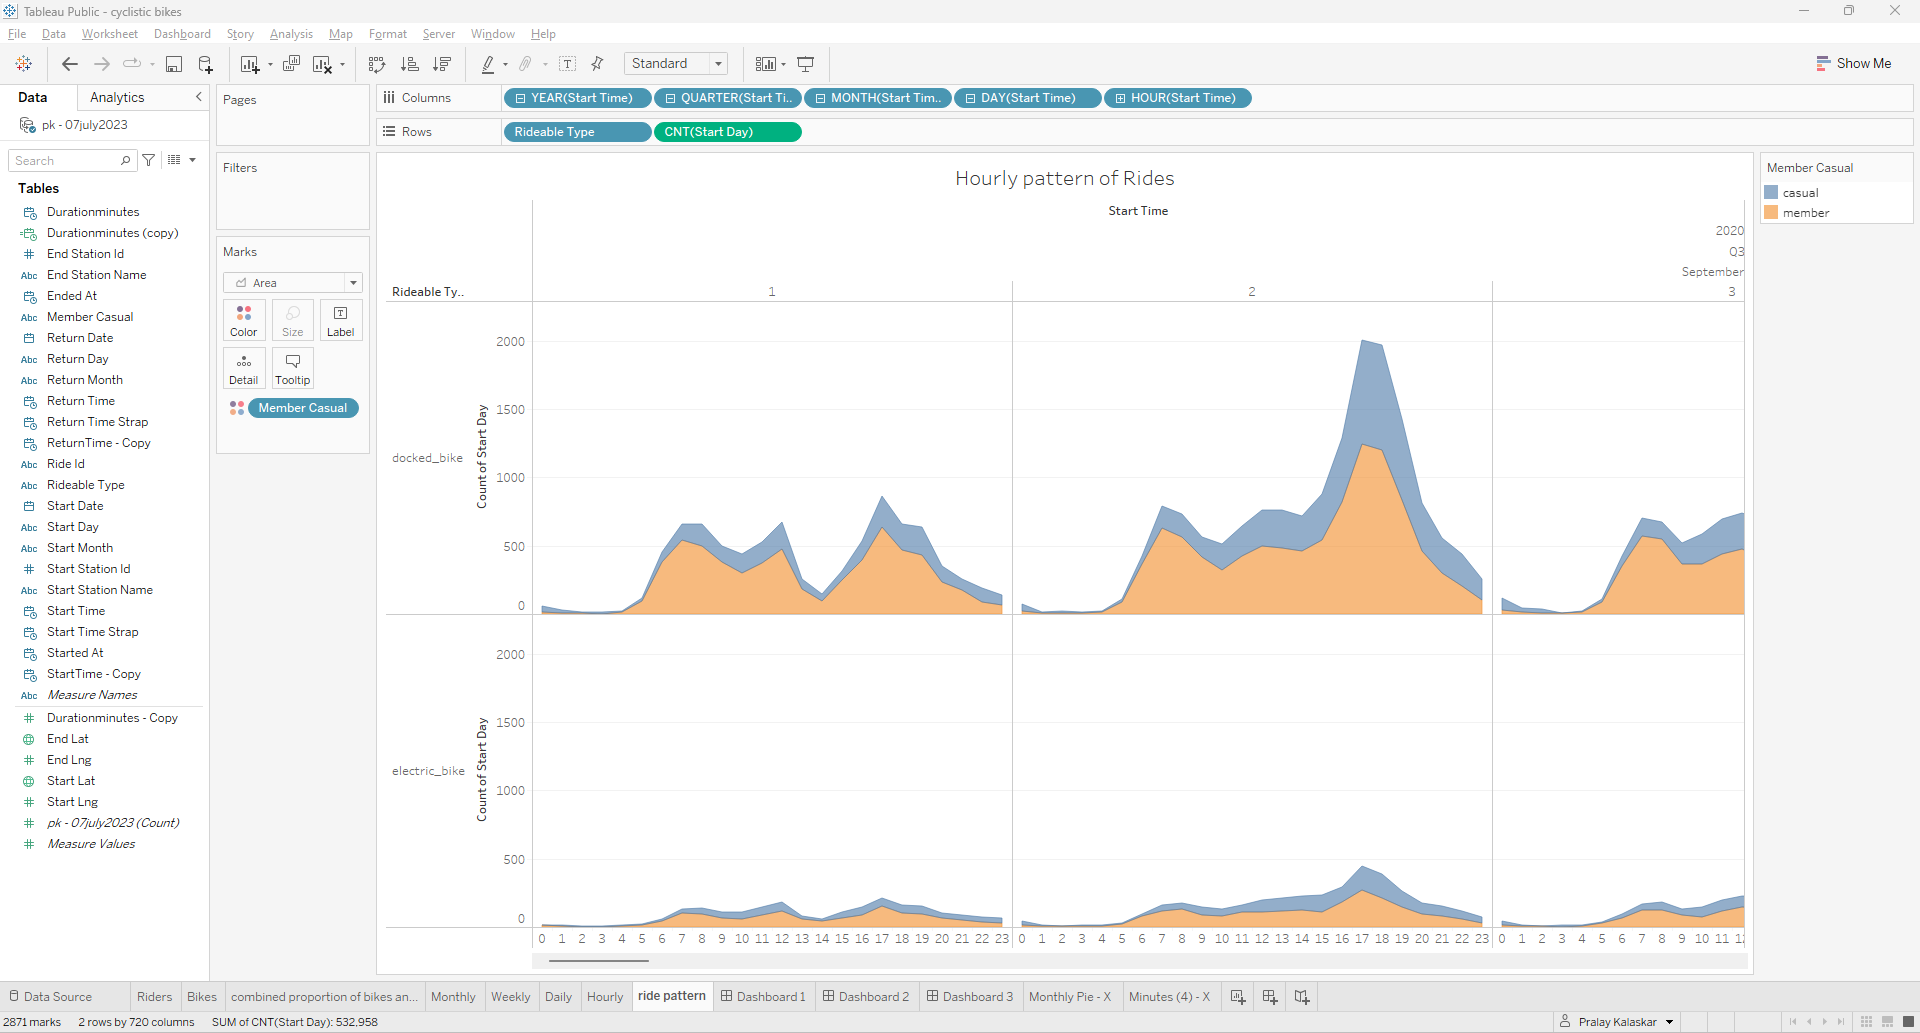 Tableau Public - cyclistic bikes
File Data Worksheet Dashboard Story Analysis Map Format Server Window Help
Standard
Show Me
Data Analytics
pk - 07july2023
Search
Tables
Durationminutes
Durationminutes (copy)
End Station Id
Abc End Station Name
Ended At
Abc Member Casual
Return Date
Abc Return Day
Abc Return Month
Return Time
Return Time Strap
ReturnTime - Copy
Abc Ride Id
Abc Rideable Type
Start Date
Abc Start Day
Abc Start Month
Start Station Id
Abc Start Station Name
Start Time
Start Time Strap
Started At
StartTime - Copy
Abc Measure Names
Durationminutes - Copy
End Lat
End Lng
Start Lat
Start Lng
pk - 07july2023 (Count)
Measure Values
Pages
Filters
Marks
Area
Color Size Label
Detail Tooltip
Member Casual
Columns YEAR(Start Time) QUARTER(Start Ti.. MONTH(Start Tim.. DAY(Start Time) HOUR(Start Time)
Rows Rideable Type CNT(Start Day)
Hourly pattern of Rides
Start Time
2020
Q3
September
Rideable Ty.. 1 2 3
docked_bike
Count of Start Day
2000
1500
1000
500
0
electric_bike
Count of Start Day
2000
1500
1000
500
0
0 1 2 3 4 5 6 7 8 9 10 11 12 13 14 15 16 17 18 19 20 21 22 23 0 1 2 3 4 5 6 7 8 9 10 11 12 13 14 15 16 17 18 19 20 21 22 23 0 1 2 3 4 5 6 7 8 9 10 11
Member Casual
casual
member
Data Source Riders Bikes combined proportion of bikes an... Monthly Weekly Daily Hourly ride pattern Dashboard 1 Dashboard 2 Dashboard 3 Monthly Pie - X Minutes (4) - X
2871 marks 2 rows by 720 columns SUM of CNT(Start Day): 532,958 Pralay Kalaskar